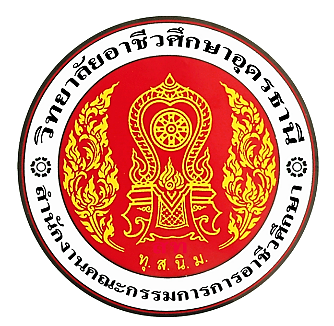 วิทยาลัยอาชีวศึกษาอุดรธานี
ทุ. ส. นิ. ม.
สำนักงานคณะกรรมการการอาชีวศึกษา